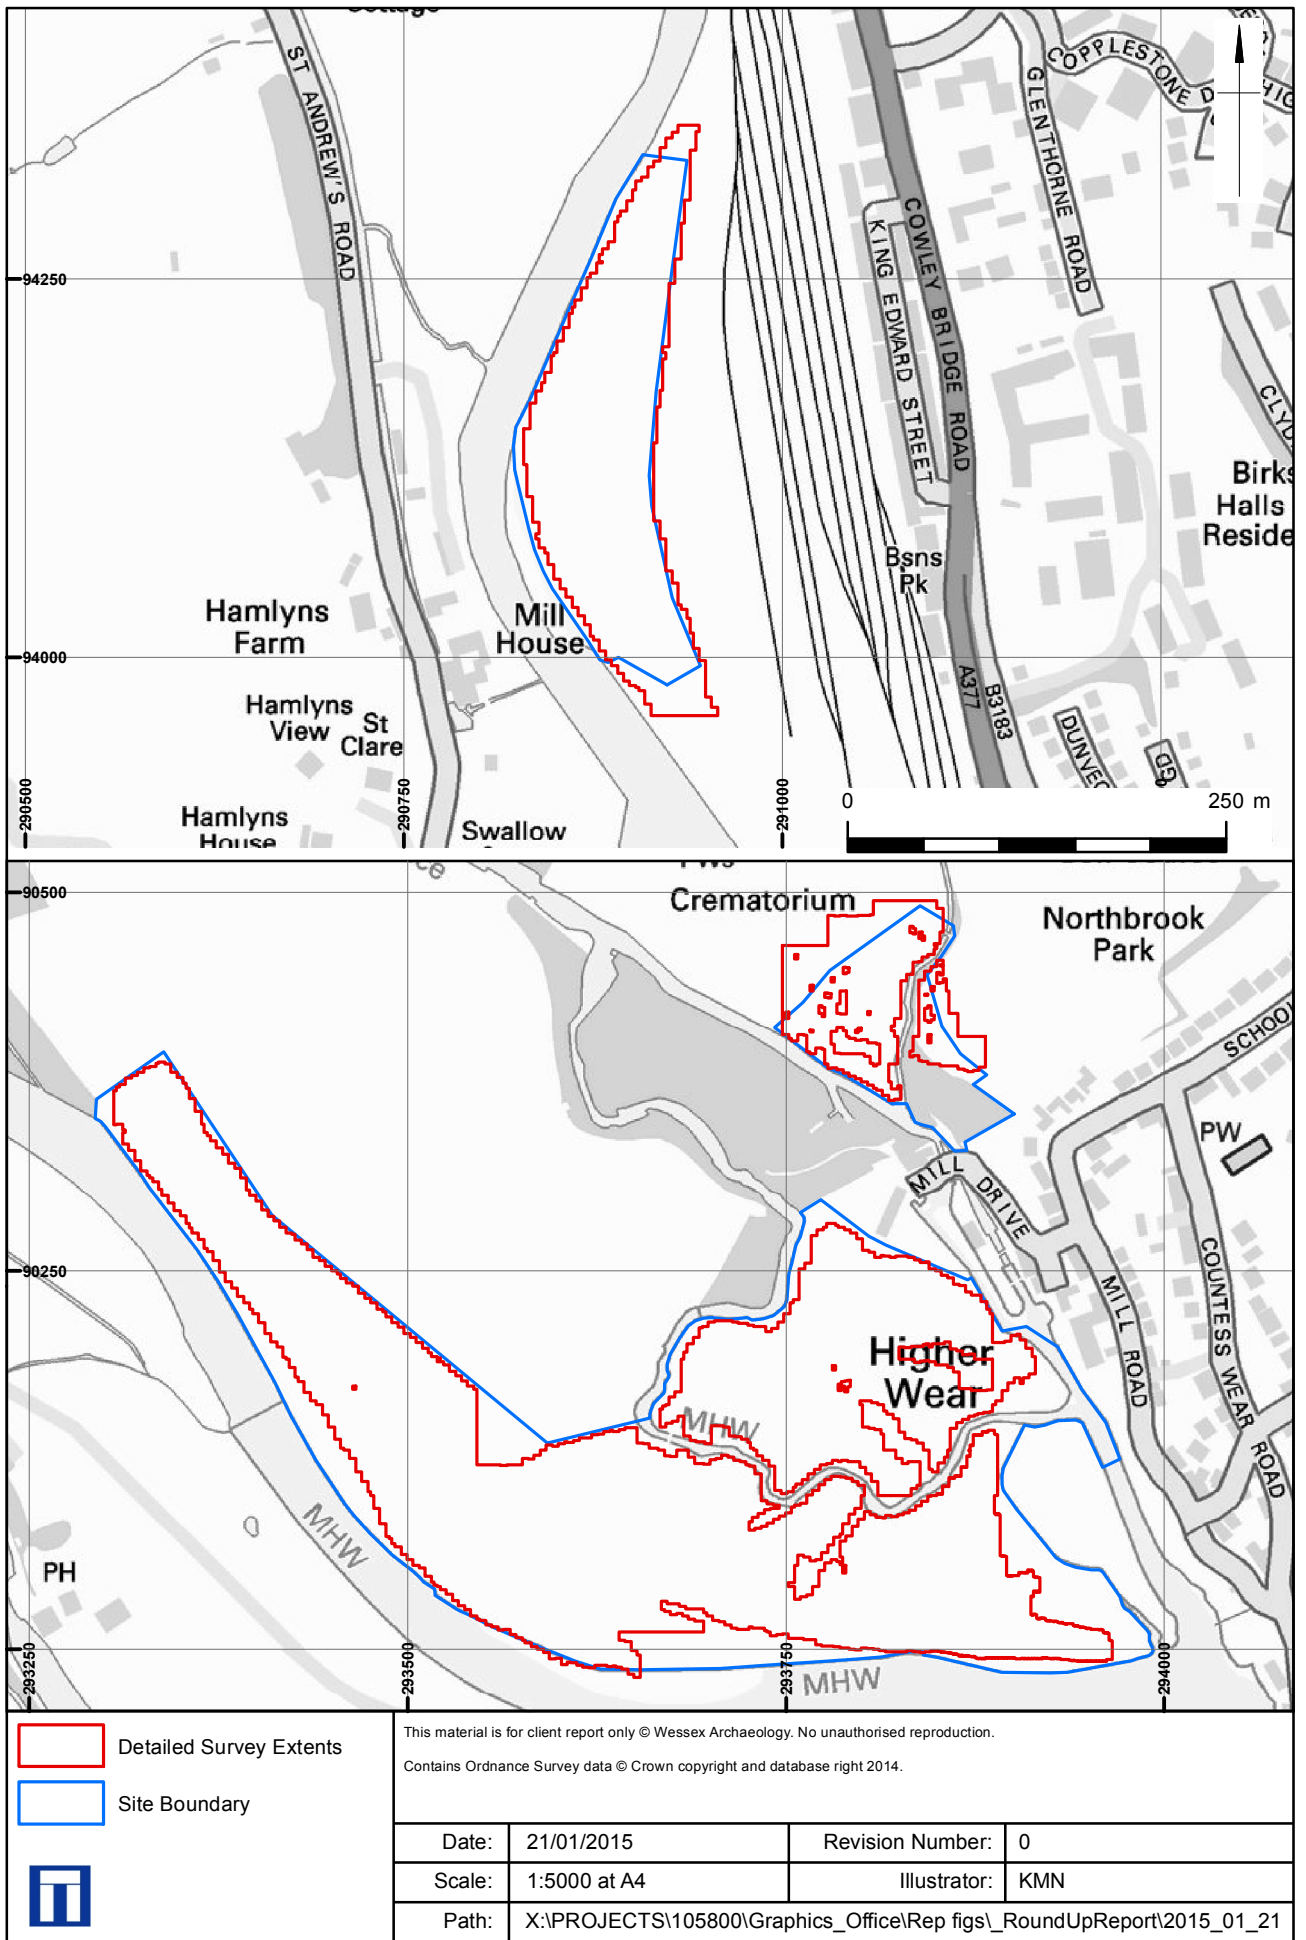 ST ANDREW'S ROAD
COPPLESTONE
GLENTHORNE ROAD
COWLEY BRIDGE ROAD
KING EDWARD STREET
94250
Birks
Halls
Reside
Bsns
Pk
Hamlyns
Farm
Mill
House
94000
A377
B3183
Hamlyns
View
St
Clare
DUNVEG
290500
290750
291000
0
250 m
Hamlyns
House
Swallow
90500
Crematorium
Northbrook
Park
SCHOOL
PW
MILL DRIVE
COUNTESS WEAR ROAD
90250
MILL ROAD
Higher
Wear
MHW
MHW
PH
MHW
293250
293500
293750
294000
Detailed Survey Extents
Site Boundary
This material is for client report only © Wessex Archaeology. No unauthorised reproduction.
Contains Ordnance Survey data © Crown copyright and database right 2014.
Date: 21/01/2015 Revision Number: 0
Scale: 1:5000 at A4 Illustrator: KMN
Path: X:\PROJECTS\105800\Graphics_Office\Rep figs\_RoundUpReport\2015_01_21